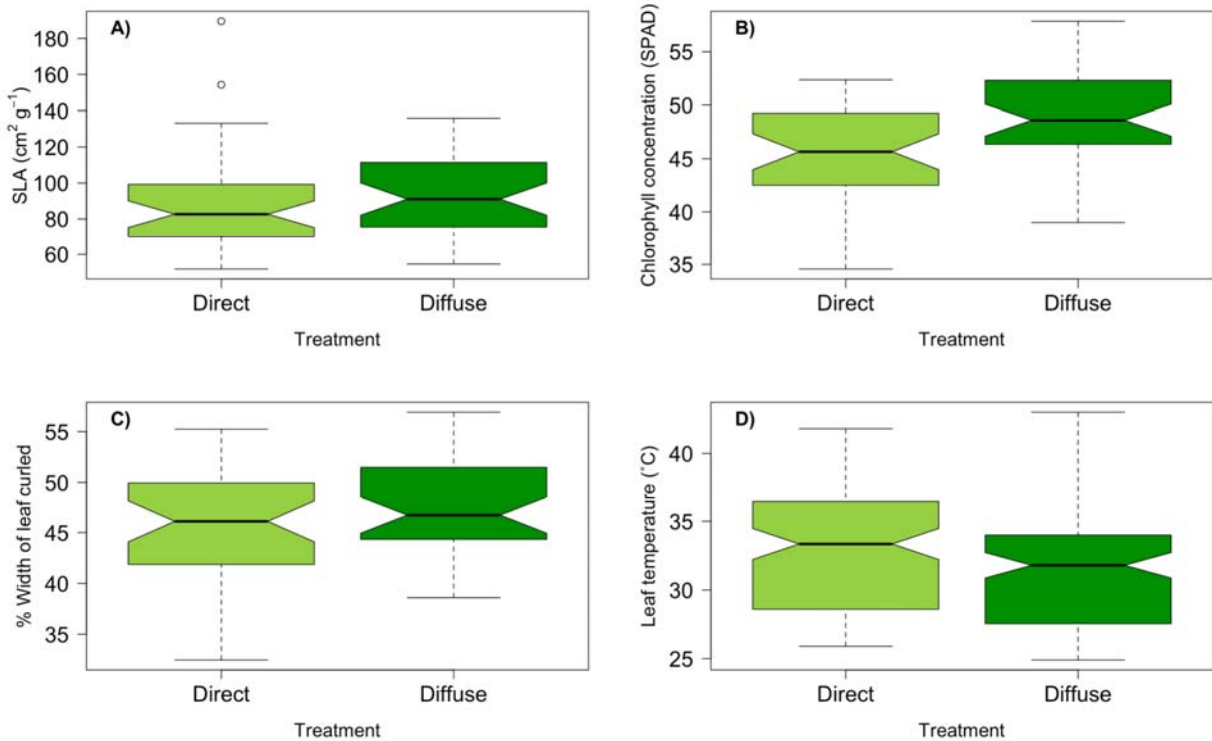 A)
SLA (cm² g⁻¹)
180
160
140
120
100
80
60
Direct
Diffuse
Treatment
B)
Chlorophyll concentration (SPAD)
55
50
45
40
35
Direct
Diffuse
Treatment
C)
% Width of leaf curled
55
50
45
40
35
Direct
Diffuse
Treatment
D)
Leaf temperature (˚C)
40
35
30
25
Direct
Diffuse
Treatment